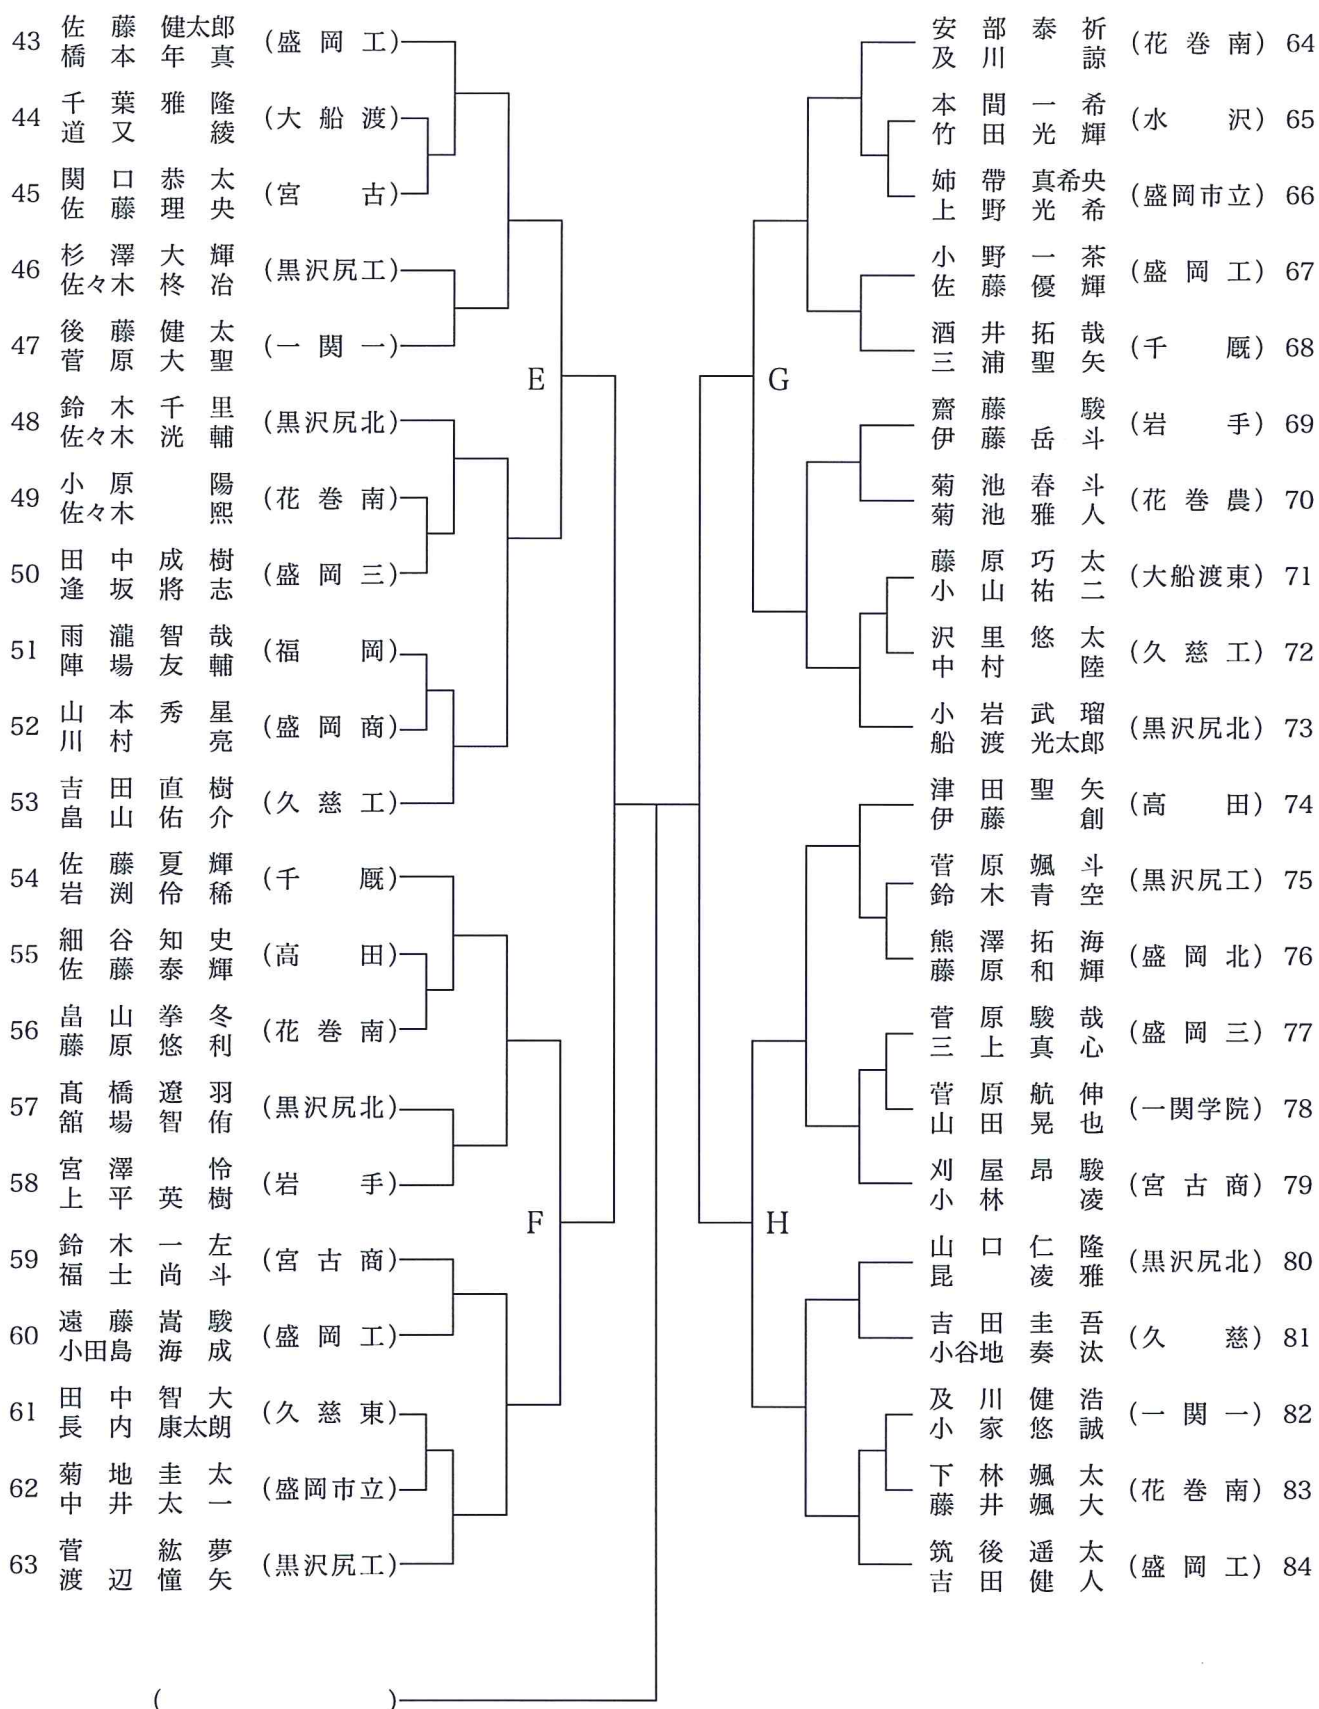 43 佐藤健太郎 (盛岡工)
橋本年真
44 千葉雅隆 (大船渡)
道又綾
45 関口恭太 (宮古)
佐藤理央
46 杉澤大輝 (黒沢尻工)
佐々木柊冶
47 後藤健太 (一関一)
菅原大聖
48 鈴木千里 (黒沢尻北)
佐々木洸輔
49 小原陽 (花巻南)
佐々木熙
50 田中成樹 (盛岡三)
逢坂將志
51 雨瀧智哉 (福岡)
陣場友輔
52 山本秀星 (盛岡商)
川村亮
53 吉田直樹 (久慈工)
畠山佑介
54 佐藤夏輝 (千厩)
岩渕伶稀
55 細谷知史 (高田)
佐藤泰輝
56 畠山拳冬 (花巻南)
藤原悠利
57 髙橋遼羽 (黒沢尻北)
舘場智侑
58 宮澤怜 (岩手)
上平英樹
59 鈴木一左 (宮古商)
福士尚斗
60 遠藤嵩駿 (盛岡工)
小田島海成
61 田中智大 (久慈東)
長内康太朗
62 菊地圭太 (盛岡市立)
中井太一
63 菅紘夢 (黒沢尻工)
渡辺憧矢
E
F
G
H
安部泰祈 (花巻南) 64
及川諒
本間一希 (水沢) 65
竹田光輝
姉帶真希央 (盛岡市立) 66
上野光希
小野一茶 (盛岡工) 67
佐藤優輝
酒井拓哉 (千厩) 68
三浦聖矢
齋藤駿 (岩手) 69
伊藤岳斗
菊池春斗 (花巻農) 70
菊池雅人
藤原巧太 (大船渡東) 71
小山祐二
沢里悠太 (久慈工) 72
中村陸
小岩武瑠 (黒沢尻北) 73
船渡光太郎
津田聖矢 (高田) 74
伊藤創
菅原颯斗 (黒沢尻工) 75
鈴木青空
熊澤拓海 (盛岡北) 76
藤原和輝
菅原駿哉 (盛岡三) 77
三上真心
菅原航伸 (一関学院) 78
山田晃也
刈屋昂駿 (宮古商) 79
小林凌
山口仁隆 (黒沢尻北) 80
昆凌雅
吉田圭吾 (久慈) 81
小谷地奏汰
及川健浩 (一関一) 82
小家悠誠
下林颯太 (花巻南) 83
藤井颯大
筑後遥太 (盛岡工) 84
吉田健人
( )